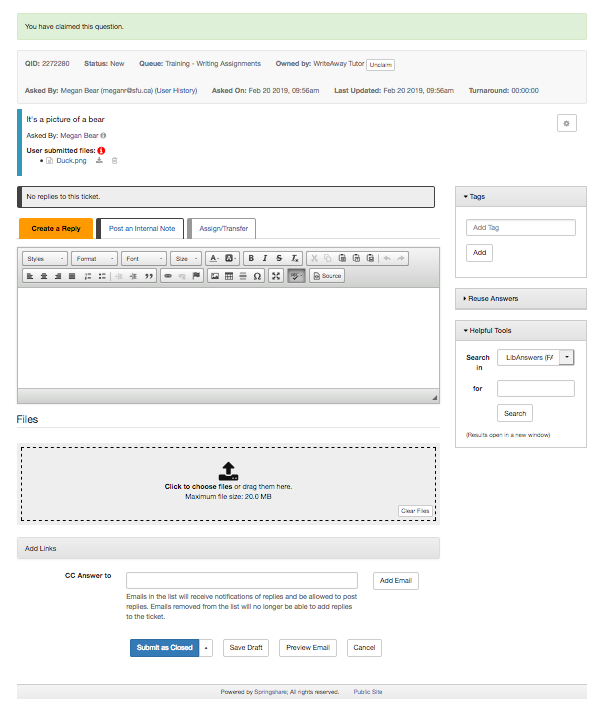 You have claimed this question.
QID: 2272280 Status: New Queue: Training - Writing Assignments Owned by: WriteAway Tutor Unclaim
Asked By: Megan Bear (meganr@sfu.ca) (User History) Asked On: Feb 20 2019, 09:56am Last Updated: Feb 20 2019, 09:56am Turnaround: 00:00:00
It's a picture of a bear
Asked By: Megan Bear
User submitted files:
Duck.png
No replies to this ticket.
Create a Reply Post an Internal Note Assign/Transfer
Styles Format Font Size A A B I S Tx
Source
Files
Click to choose files or drag them here.
Maximum file size: 20.0 MB
Clear Files
Add Links
CC Answer to Add Email
Emails in the list will receive notifications of replies and be allowed to post
replies. Emails removed from the list will no longer be able to add replies
to the ticket.
Submit as Closed Save Draft Preview Email Cancel
Tags
Add Tag
Add
Reuse Answers
Helpful Tools
Search LibAnswers (FA
in
for
Search
(Results open in a new window)
Powered by Springshare; All rights reserved. Public Site